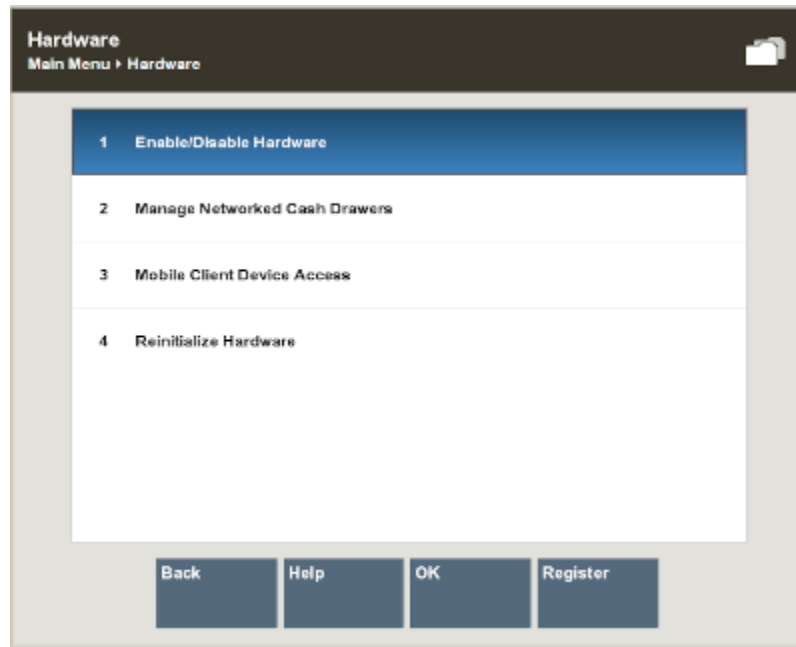 Hardware
Main Menu ▸ Hardware
1 Enable/Disable Hardware
2 Manage Networked Cash Drawers
3 Mobile Client Device Access
4 Reinitialize Hardware
Back Help OK Register